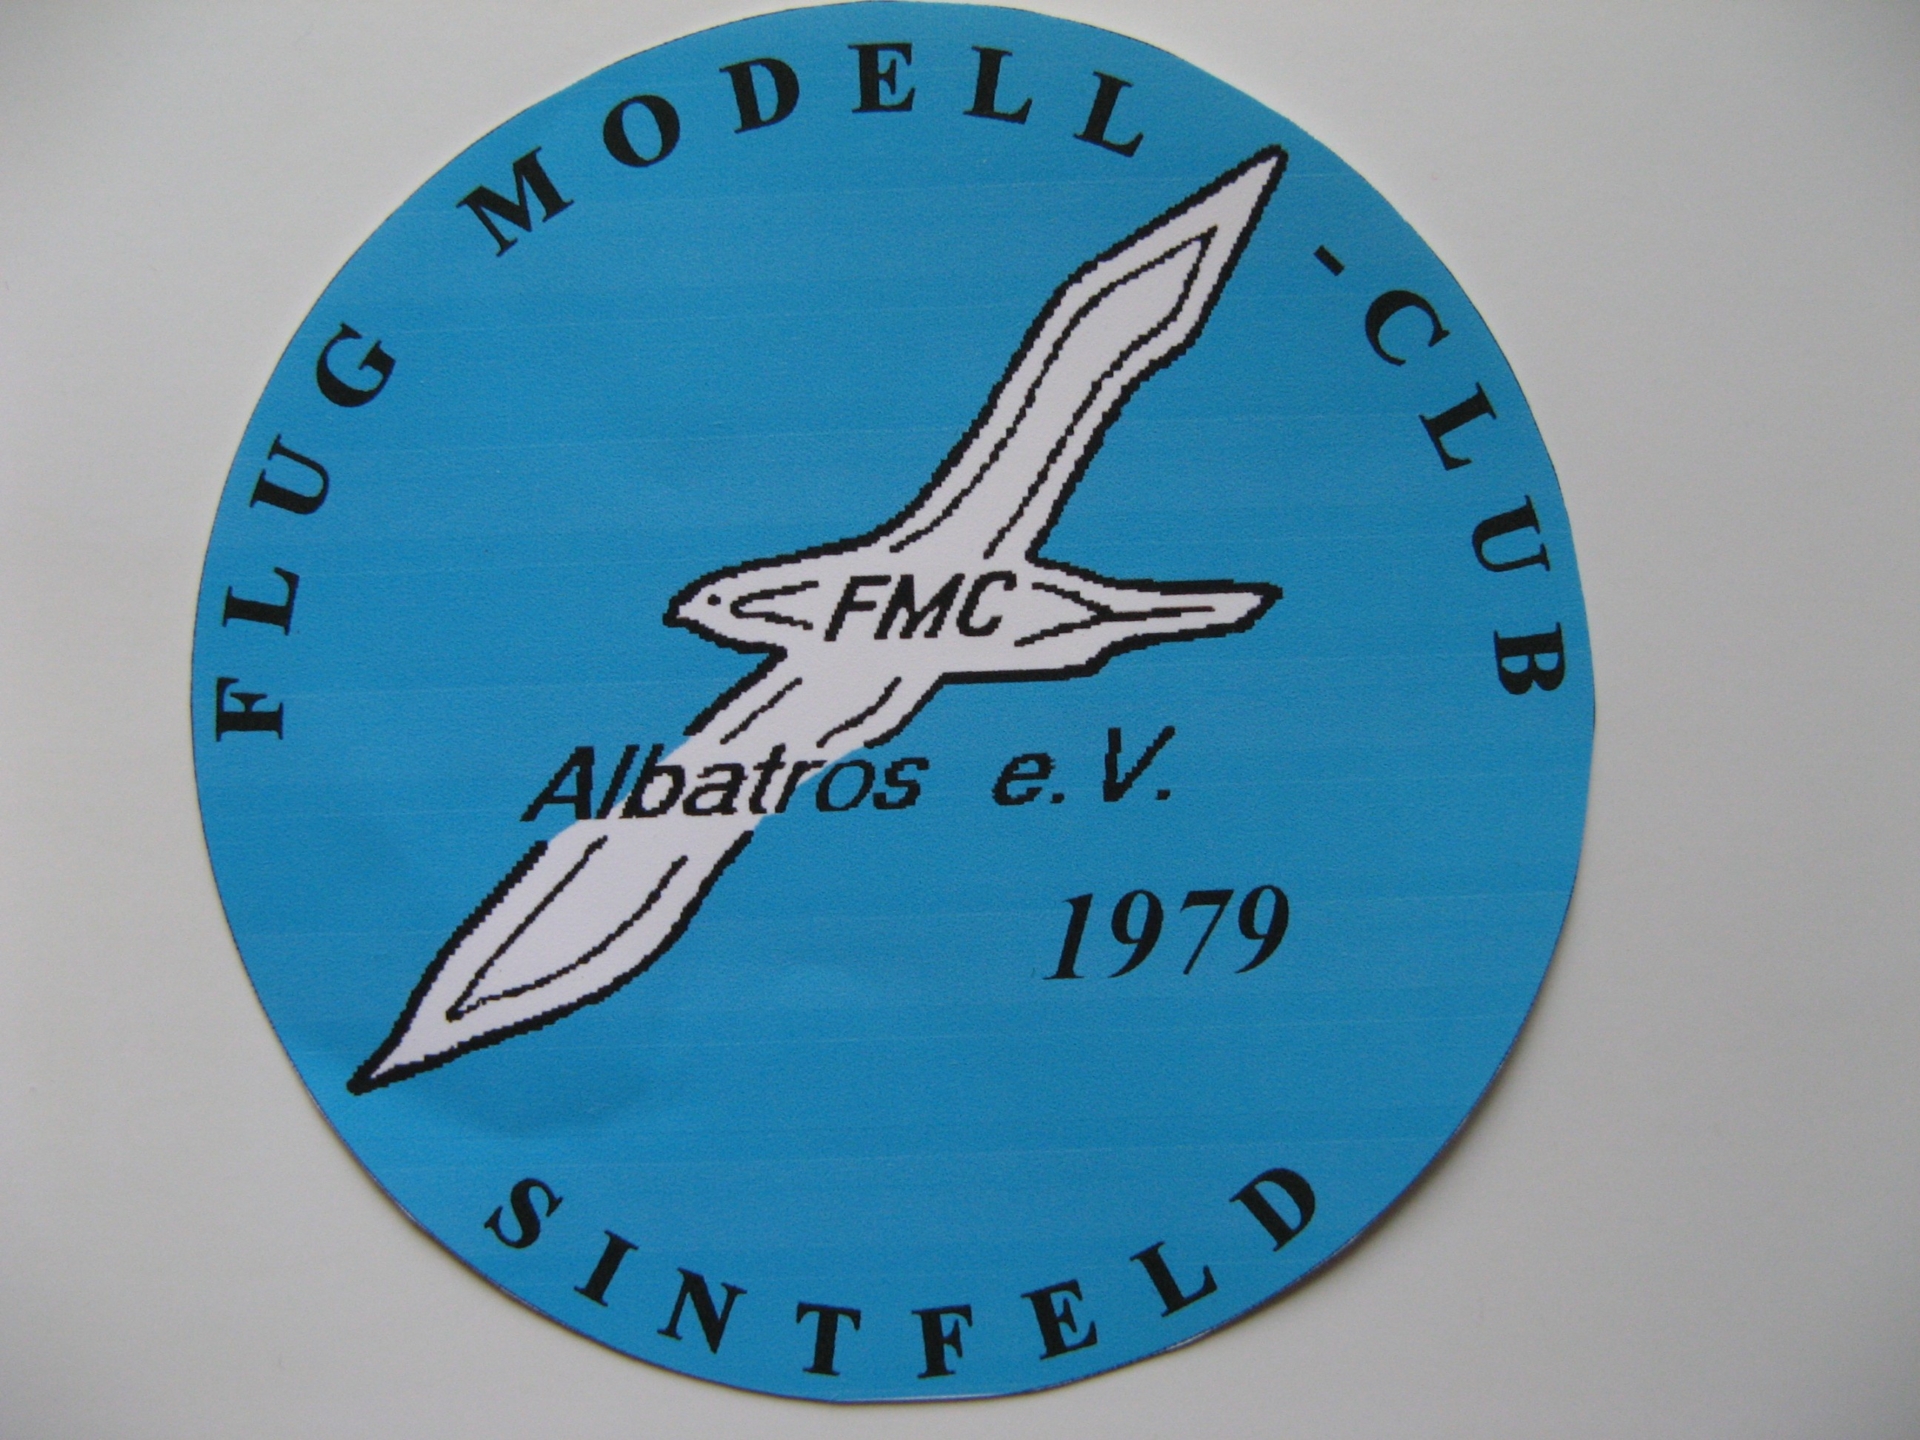 FLUG MODELL -CLUB
FMC
Albatros e.V.
1979
SINTFELD